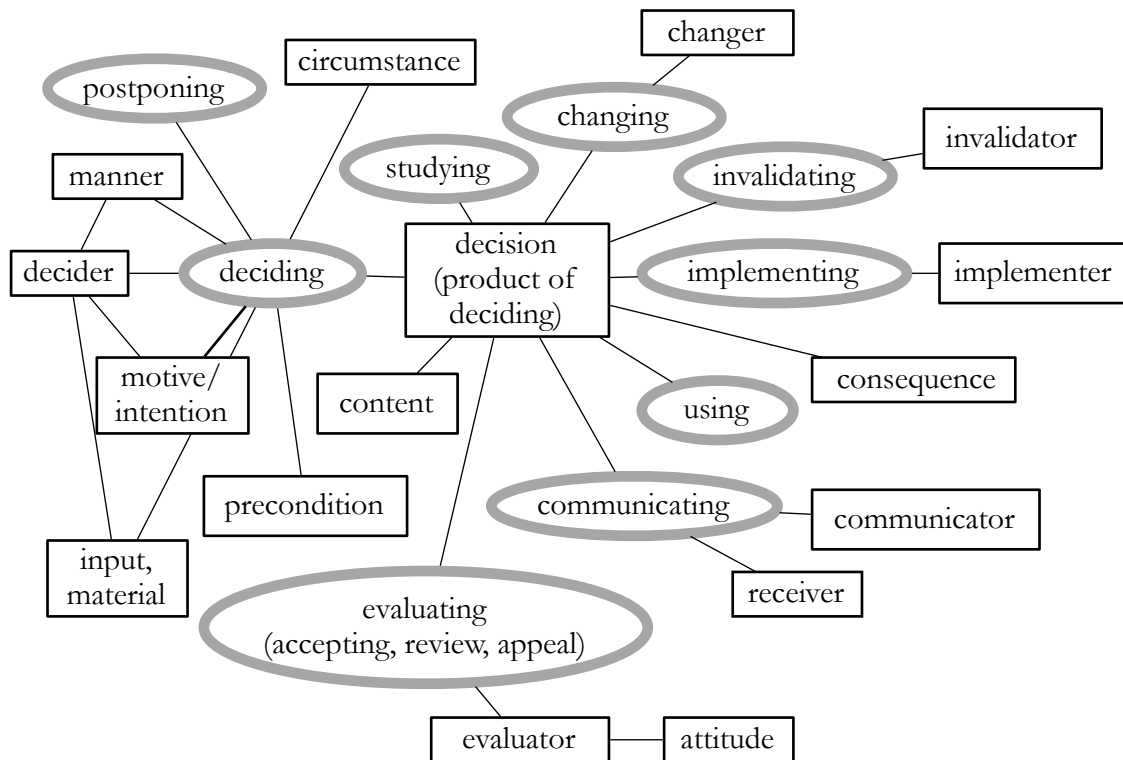 changer
circumstance
postponing
changing
invalidator
studying
invalidating
manner
decision
(product of
deciding)
decider
deciding
implementing
implementer
motive/
intention
content
consequence
using
precondition
communicating
communicator
input,
material
receiver
evaluating
(accepting, review, appeal)
evaluator
attitude